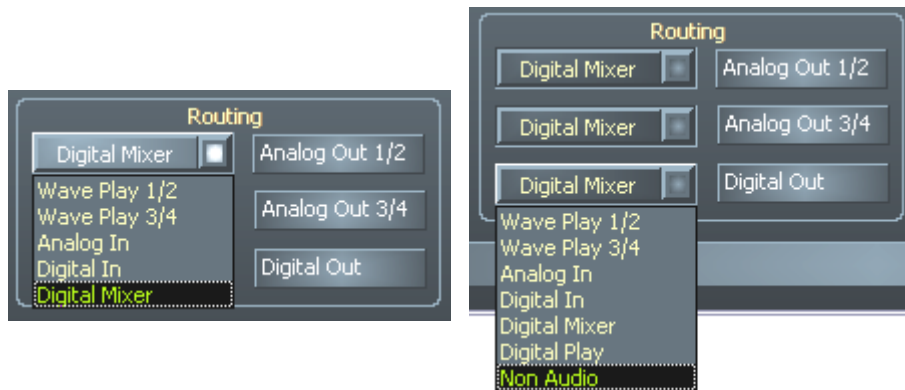 Routing
Digital Mixer Analog Out 1/2
Wave Play 1/2
Wave Play 3/4 Analog Out 3/4
Analog In
Digital In Digital Out
Digital Mixer
Routing
Digital Mixer Analog Out 1/2
Digital Mixer Analog Out 3/4
Digital Mixer Digital Out
Wave Play 1/2
Wave Play 3/4
Analog In
Digital In
Digital Mixer
Digital Play
Non Audio